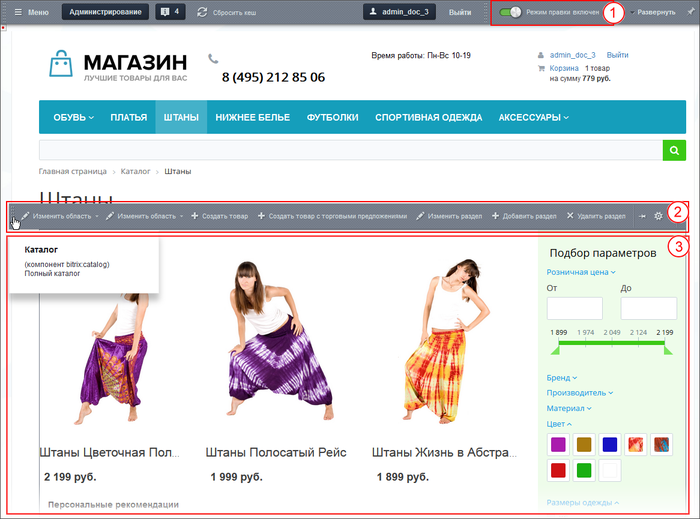 Меню Администрирование 4 Сбросить кеш admin_doc_3 Выйти Режим правки включен 1 Развернуть
МАГАЗИН
ЛУЧШИЕ ТОВАРЫ ДЛЯ ВАС
8 (495) 212 85 06
Время работы: Пн-Вс 10-19
admin_doc_3 Выйти
Корзина 1 товар
на сумму 779 руб.
ОБУВЬ ПЛАТЬЯ ШТАНЫ НИЖНЕЕ БЕЛЬЕ ФУТБОЛКИ СПОРТИВНАЯ ОДЕЖДА АКСЕССУАРЫ
Главная страница › Каталог › Штаны
Штаны
Изменить область Изменить область Создать товар Создать товар с торговыми предложениями Изменить раздел Добавить раздел Удалить раздел 2
3
Каталог
(компонент bitrix:catalog)
Полный каталог
Штаны Цветочная Пол...
2 199 руб.
Штаны Полосатый Рейс
1 999 руб.
Штаны Жизнь в Абстра...
1 899 руб.
Персональные рекомендации
Подбор параметров
Розничная цена
От До
1 899 1 974 2 049 2 124 2 199
Бренд
Производитель
Материал
Цвет
Размеры одежды